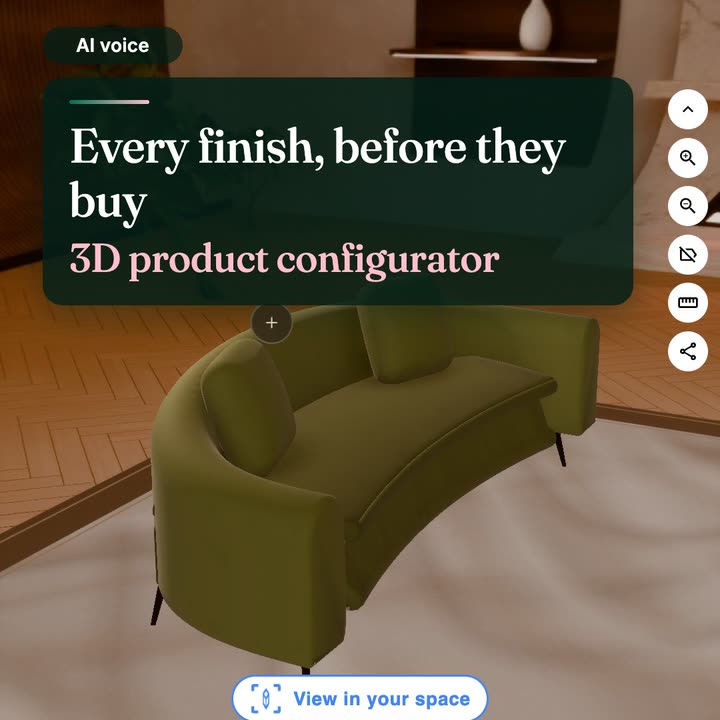 AI voice
Every finish, before they
buy
3D product configurator
View in your space